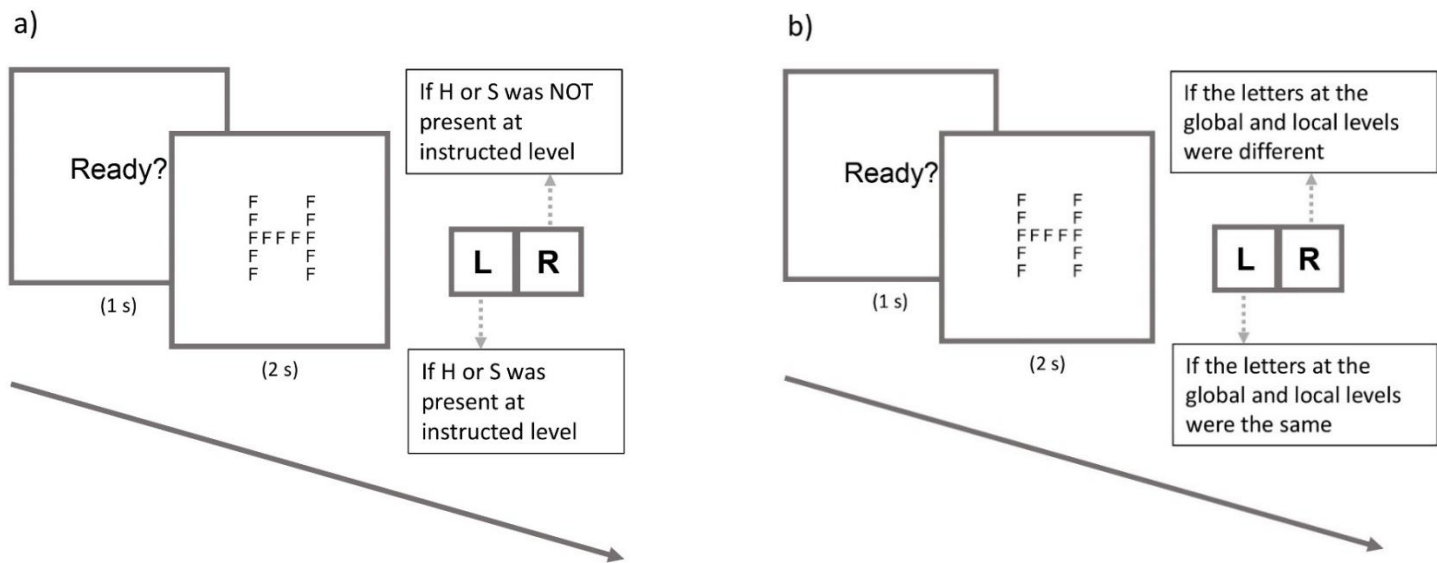 a)
Ready?
(1 s)
F F
F F
F F F F F
F F
F F
(2 s)
If H or S was NOT
present at
instructed level
L R
If H or S was
present at
instructed level
b)
Ready?
(1 s)
F F
F F
F F F F F
F F
F F
(2 s)
If the letters at the
global and local levels
were different
L R
If the letters at the
global and local levels
were the same